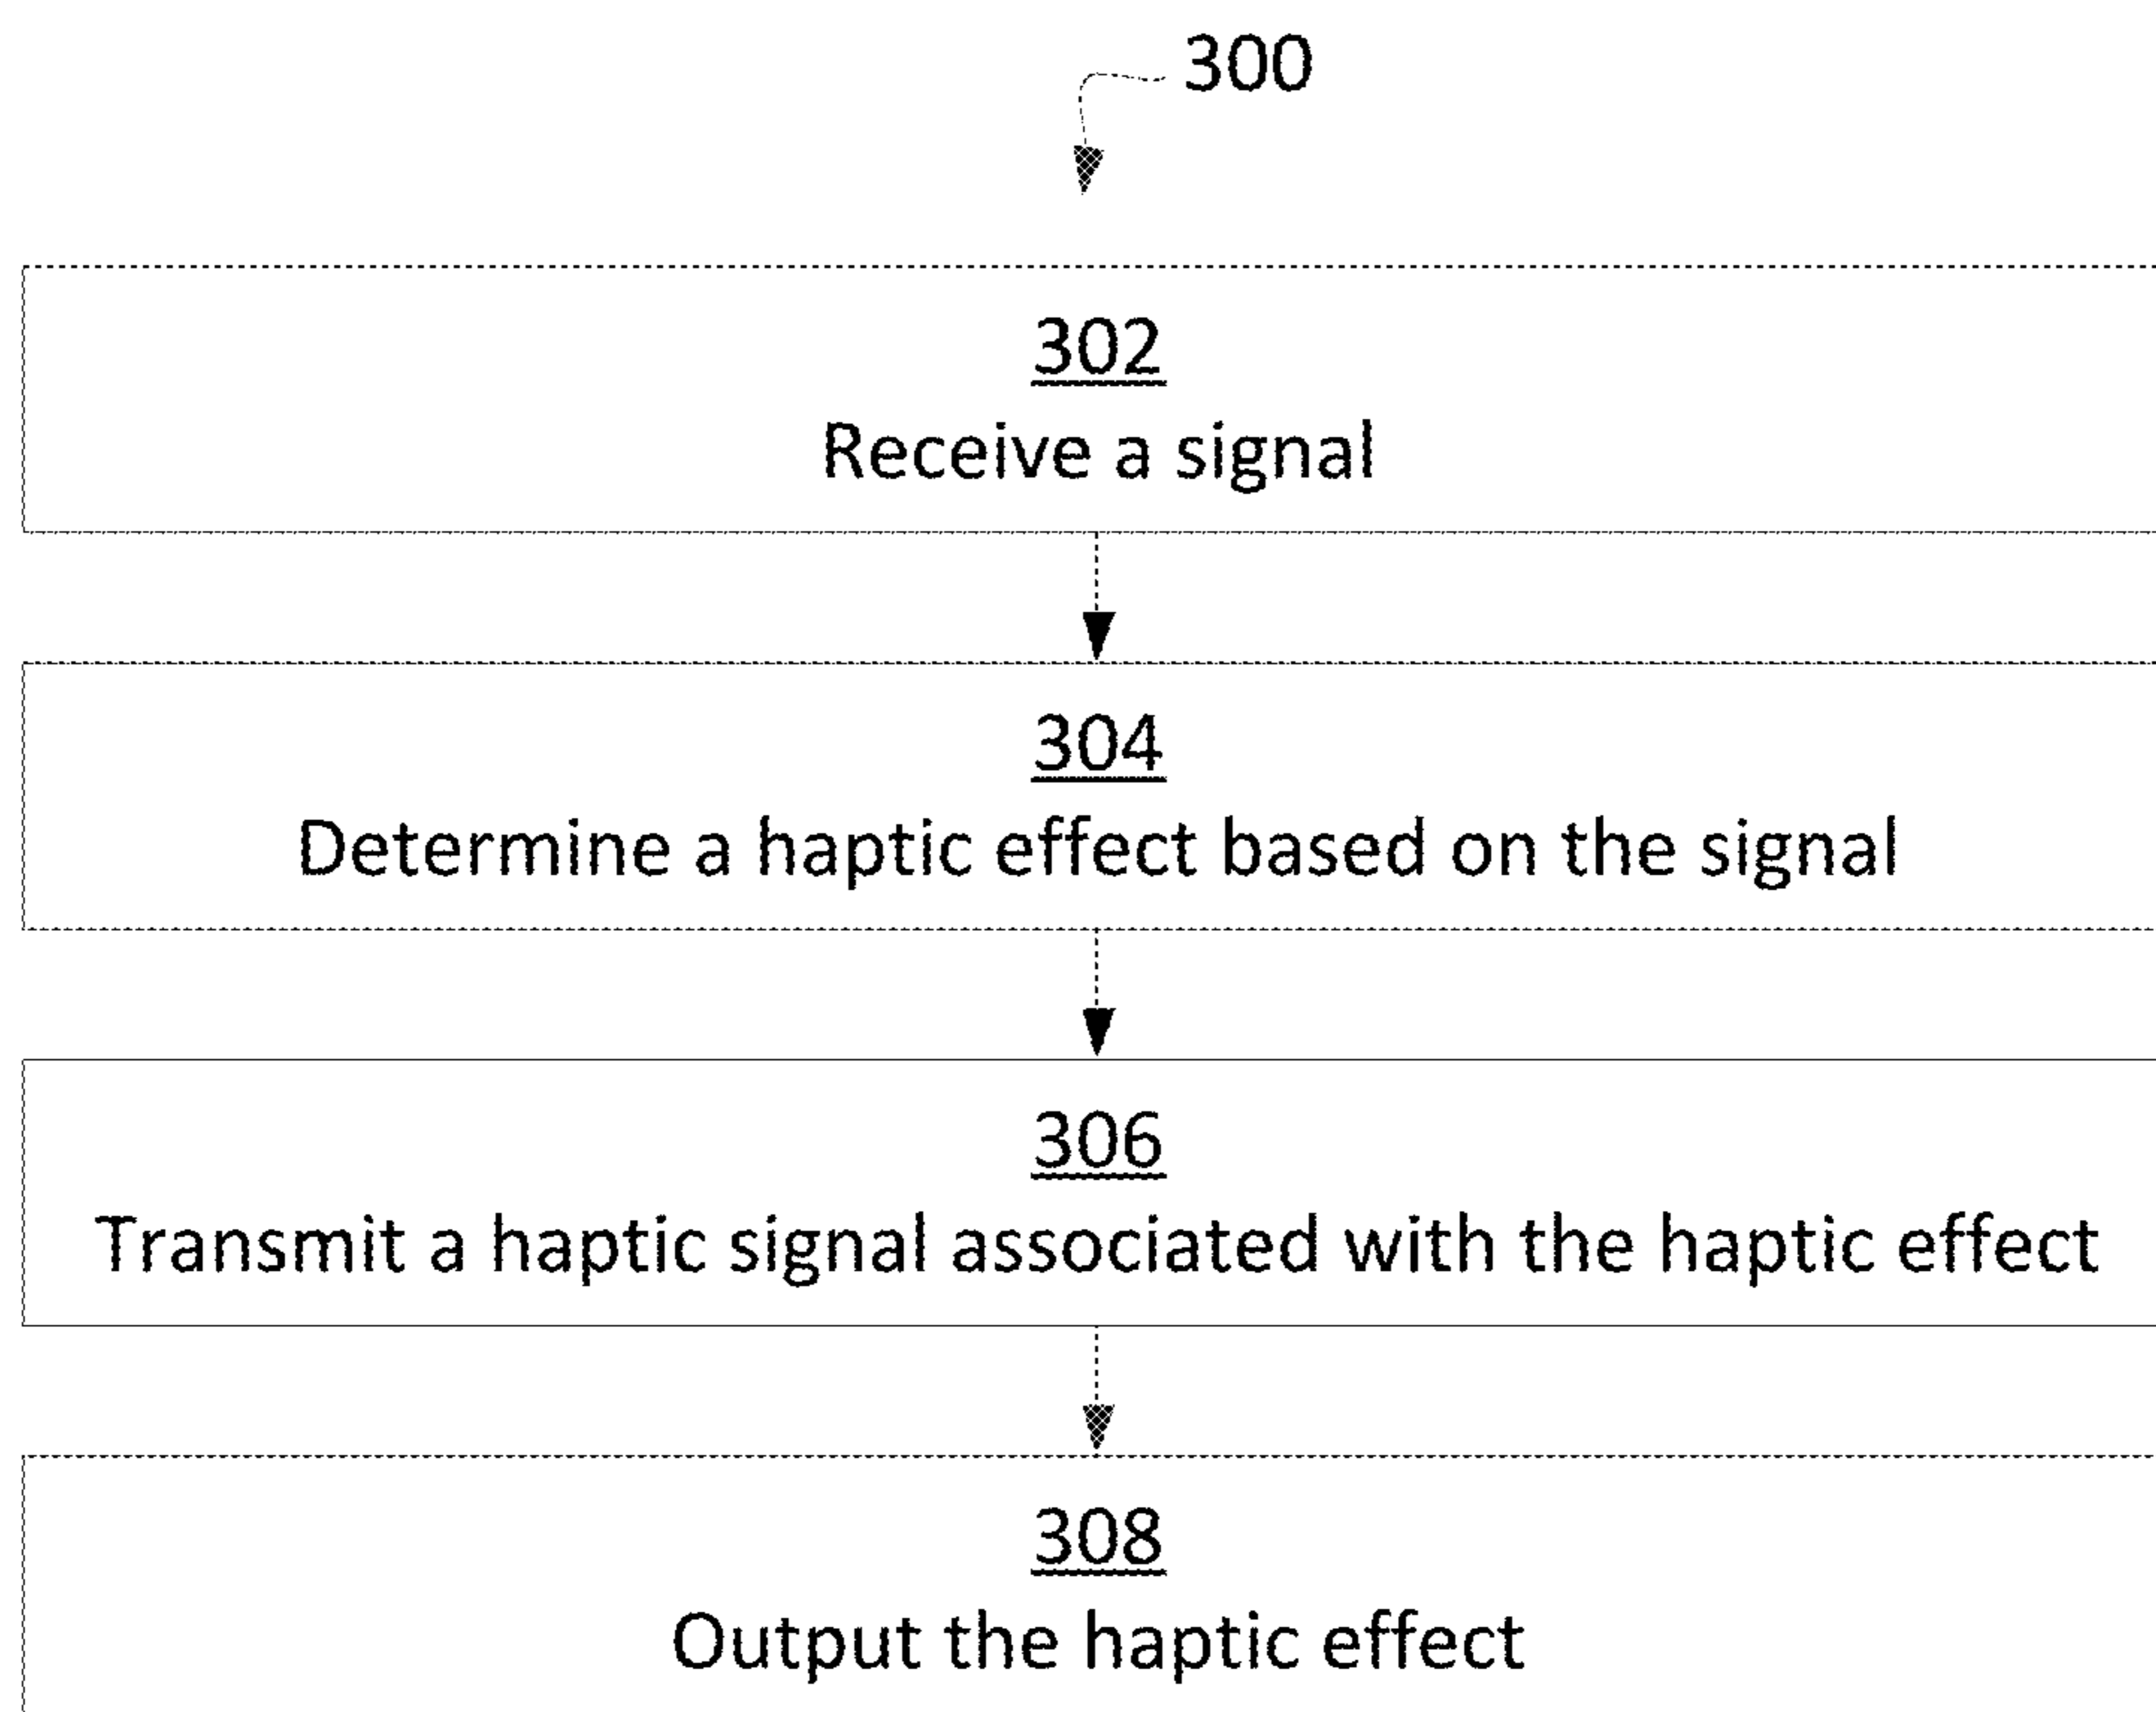 300
302
Receive a signal
304
Determine a haptic effect based on the signal
306
Transmit a haptic signal associated with the haptic effect
308
Output the haptic effect